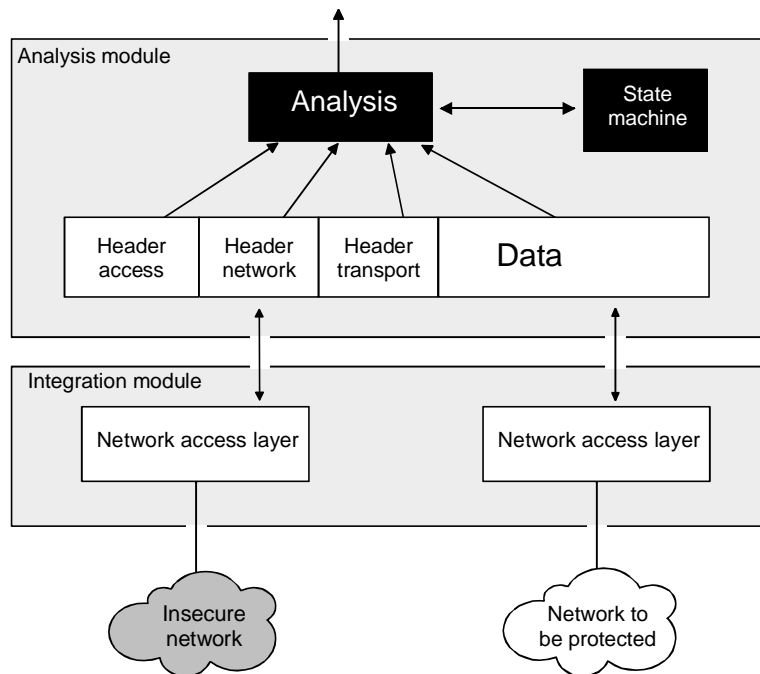 Analysis module
Analysis
State
machine
Header
access
Header
network
Header
transport
Data
Integration module
Network access layer
Network access layer
Insecure
network
Network to
be protected